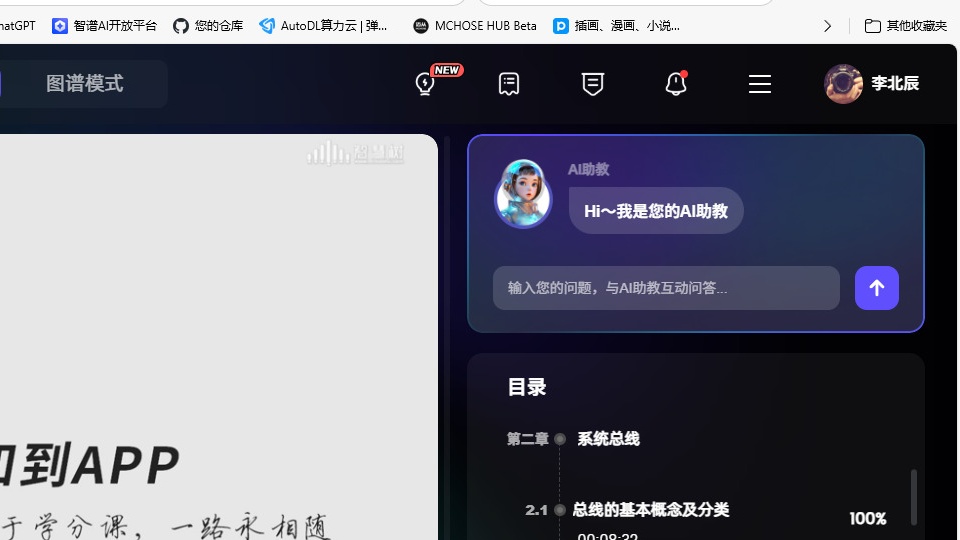 hatGPT
智谱AI开放平台
您的仓库
AutoDL算力云 | 弹...
MCHOSE HUB Beta
插画、漫画、小说...
其他收藏夹
图谱模式
NEW
李北辰
AI助教
Hi~我是您的AI助教
输入您的问题，与AI助教互动问答...
到APP
于学分课，一路永相随
目录
第二章 系统总线
2.1 总线的基本概念及分类
100%
00:08:32